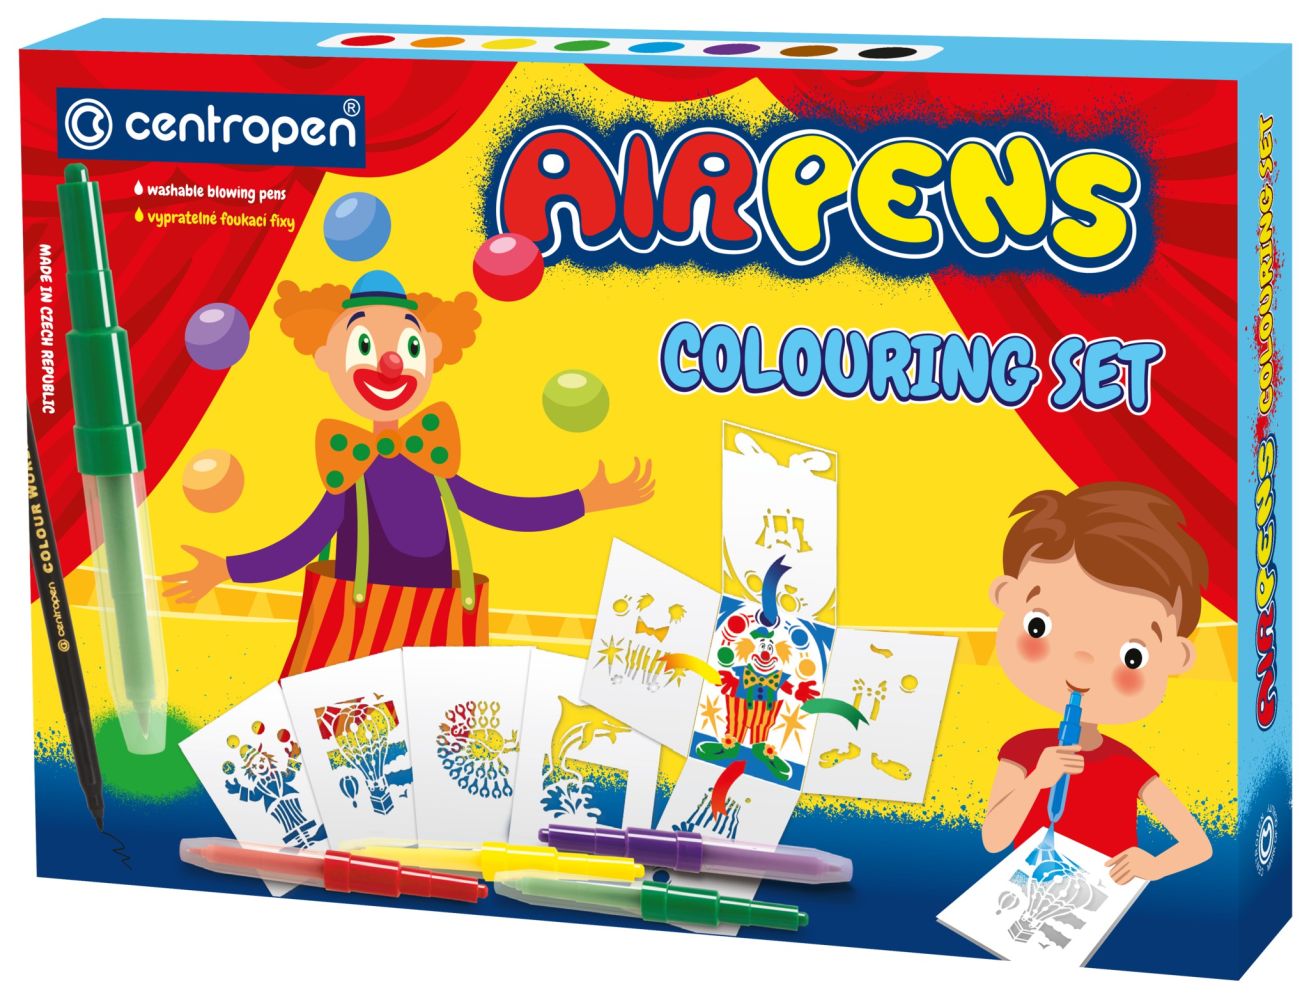 centropen®
washable blowing pens
vypratelné foukací fixy
AIRPENS
COLOURING SET
MADE IN CZECH REPUBLIC
centropen COLOUR WOR
AIRPENS COLOURING SET